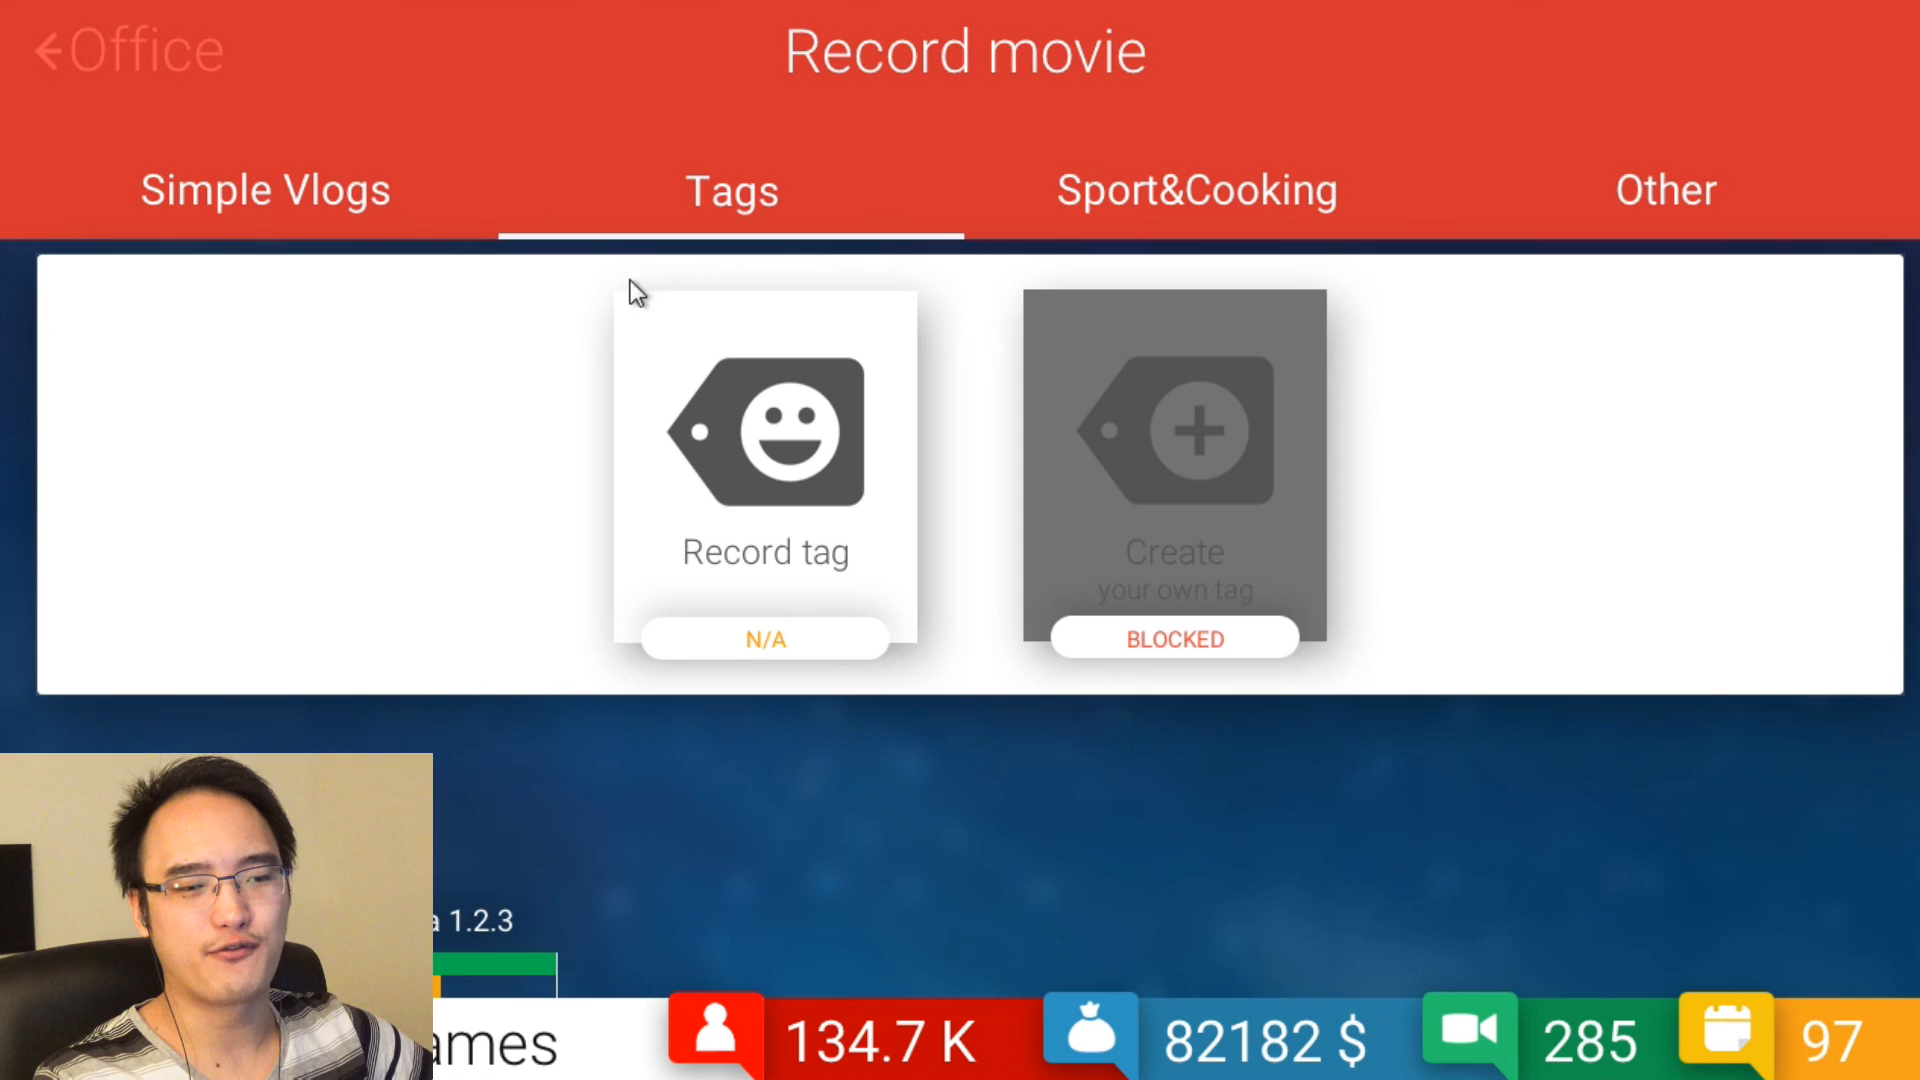 Office
Record movie
Simple Vlogs
Tags
Sport&Cooking
Other
Record tag
N/A
Create
your own tag
BLOCKED
a 1.2.3
ames
134.7 K
82182 $
285
97